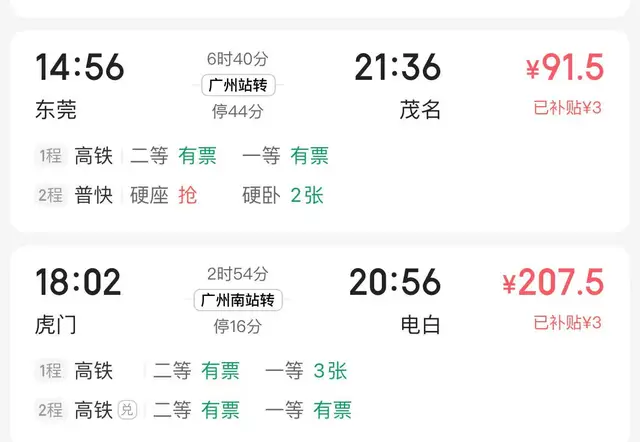 14:56 6时40分 21:36 ¥91.5
广州站转
东莞 停44分 茂名 已补贴¥3
1程 高铁 二等 有票 一等 有票
2程 普快 硬座 抢 硬卧 2张
18:02 2时54分 20:56 ¥207.5
广州南站转
虎门 停16分 电白 已补贴¥3
1程 高铁 二等 有票 一等 3张
2程 高铁 兑 二等 有票 一等 有票